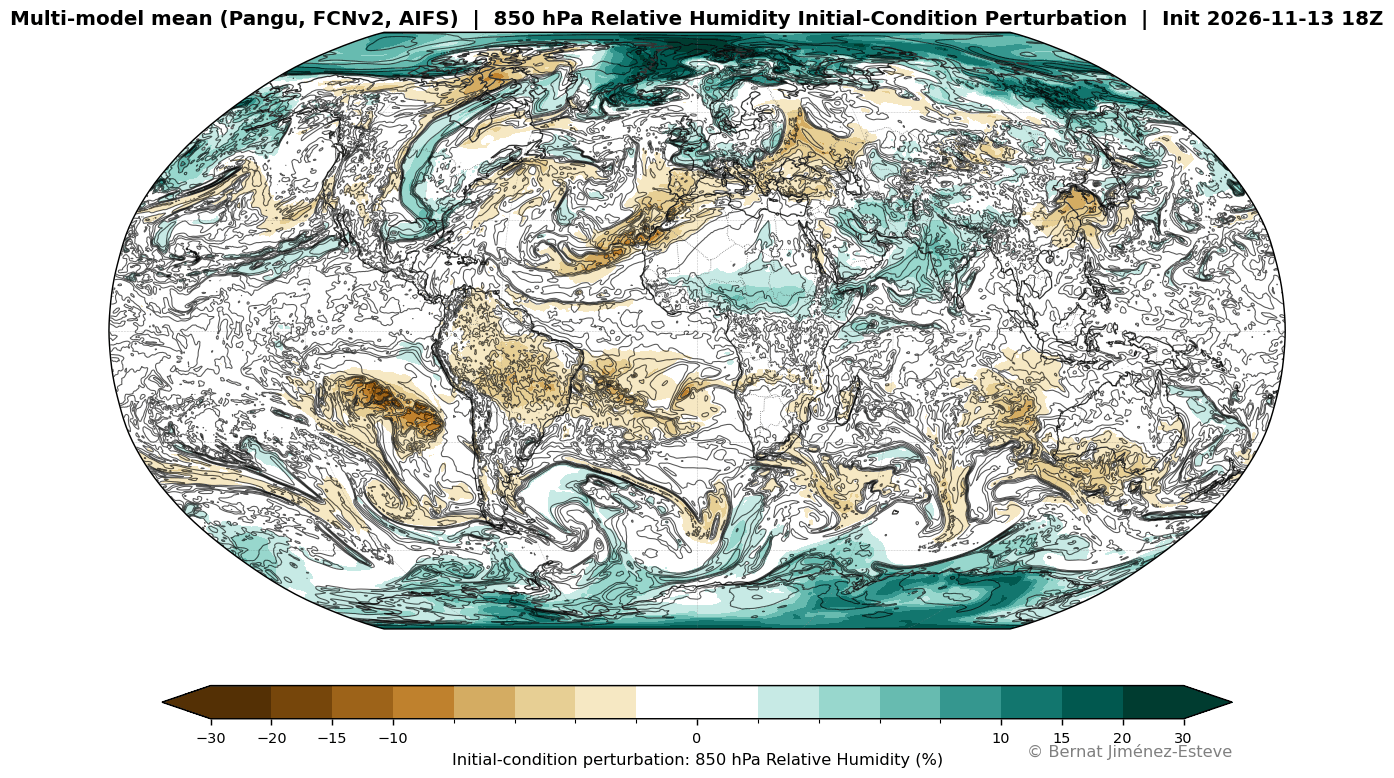 Multi-model mean (Pangu, FCNv2, AIFS) | 850 hPa Relative Humidity Initial-Condition Perturbation | Init 2026-11-13 18Z
−30 −20 −15 −10 0 10 15 20 30
Initial-condition perturbation: 850 hPa Relative Humidity (%)
© Bernat Jiménez-Esteve